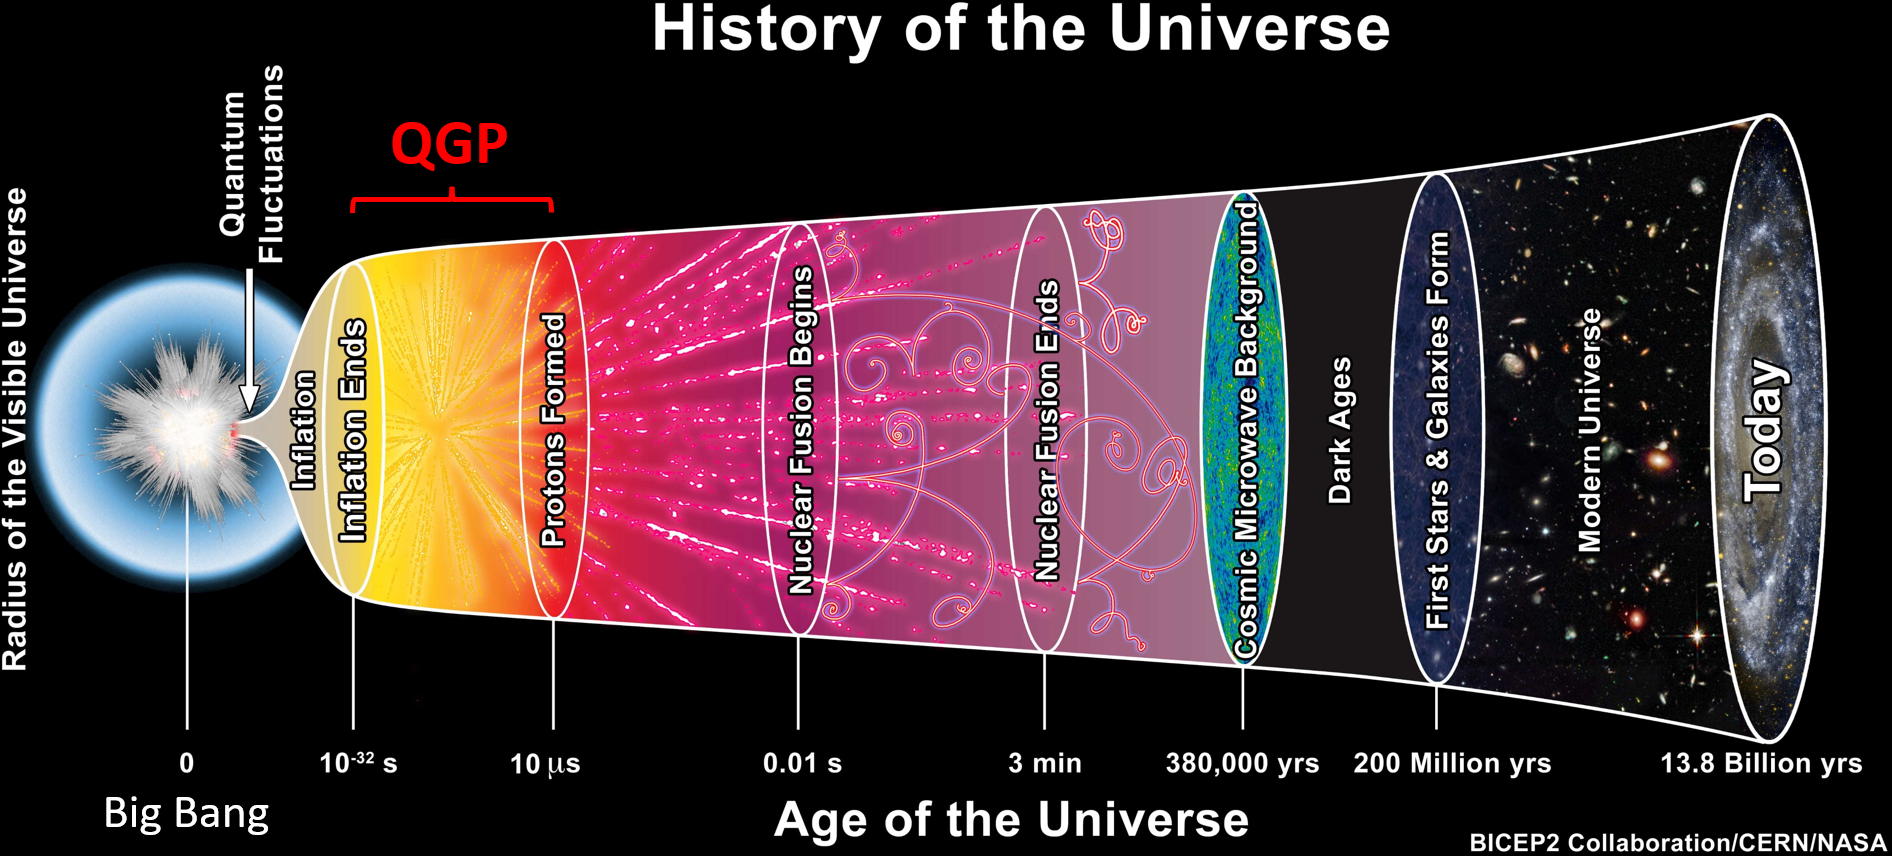 History of the Universe
Radius of the Visible Universe
Quantum
Fluctuations
QGP
Inflation
Inflation Ends
Protons Formed
Nuclear Fusion Begins
Nuclear Fusion Ends
Cosmic Microwave Background
Dark Ages
First Stars & Galaxies Form
Modern Universe
Today
0
10⁻³² s
10 µs
0.01 s
3 min
380,000 yrs
200 Million yrs
13.8 Billion yrs
Big Bang
Age of the Universe
BICEP2 Collaboration/CERN/NASA